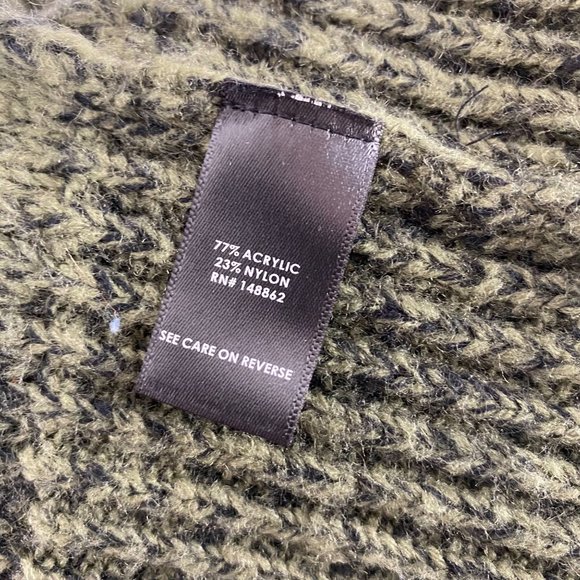 77% ACRYLIC
23% NYLON
RN# 148862
SEE CARE ON REVERSE